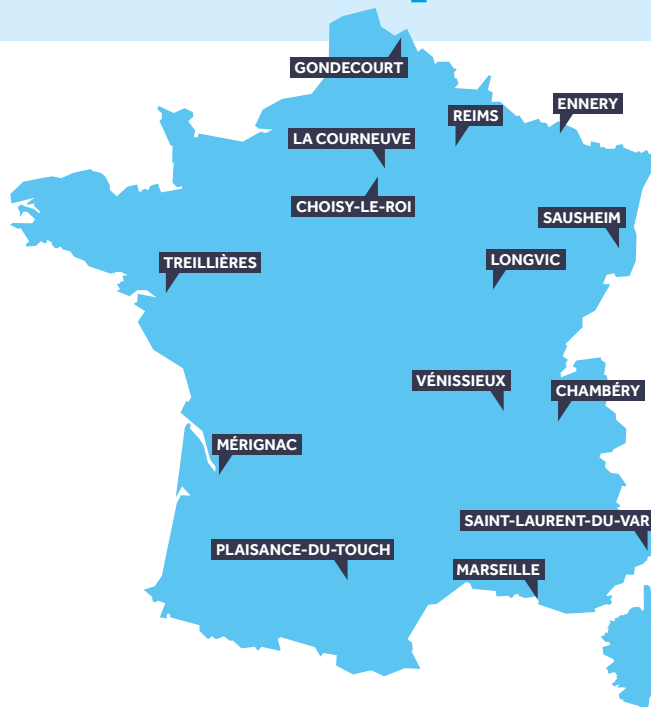 GONDECOURT
ENNERY
REIMS
LA COURNEUVE
CHOISY-LE-ROI
SAUSHEIM
TREILLIÈRES
LONGVIC
VÉNISSIEUX
CHAMBÉRY
MÉRIGNAC
SAINT-LAURENT-DU-VAR
PLAISANCE-DU-TOUCH
MARSEILLE